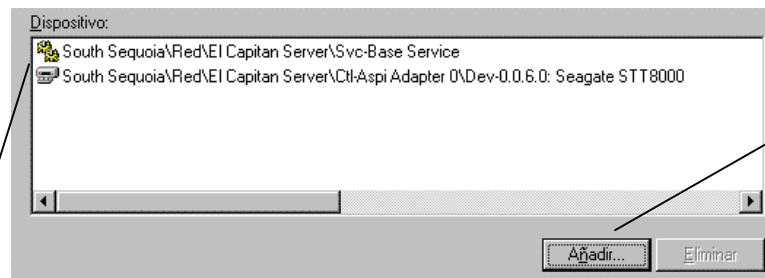 Dispositivo:
South Sequoia\Red\El Capitan Server\Svc-Base Service
South Sequoia\Red\El Capitan Server\Ctl-Aspi Adapter 0\Dev-0.0.6.0: Seagate STT8000
Añadir...
Eliminar